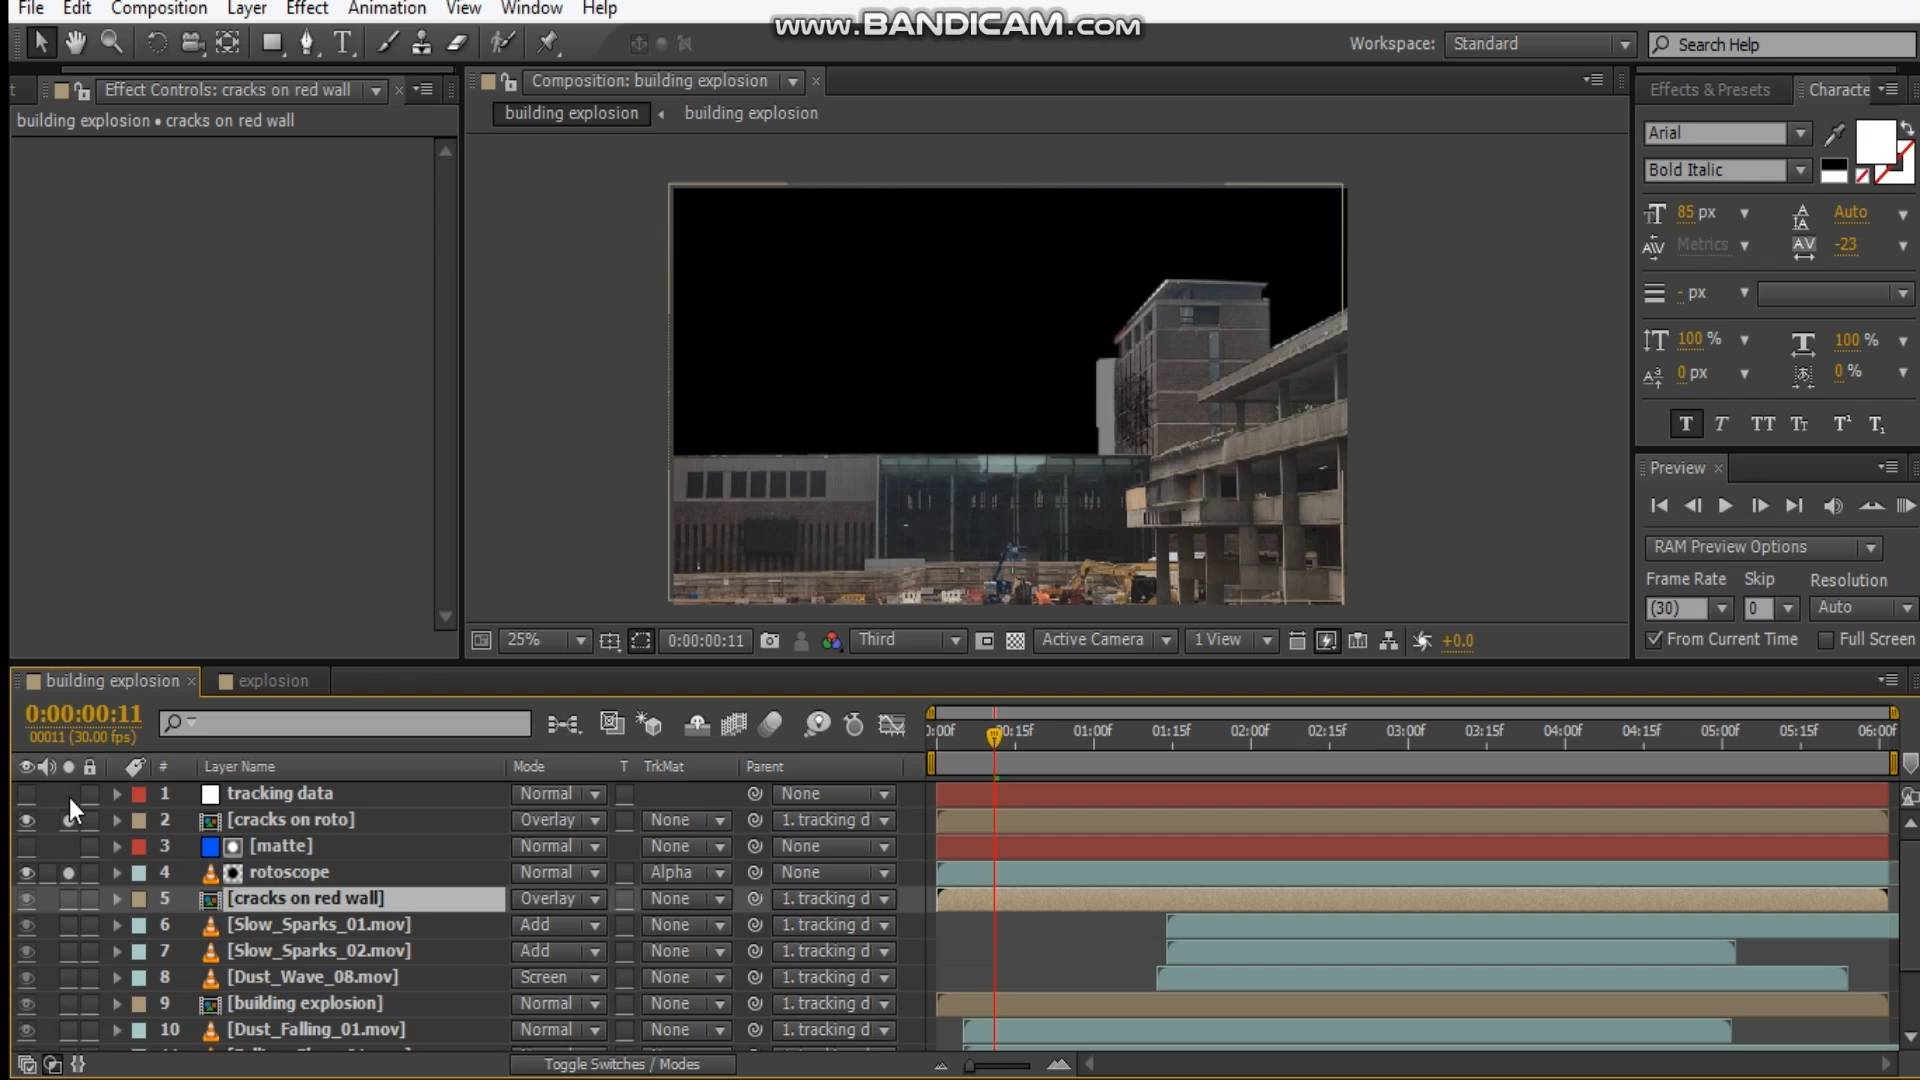 File Edit Composition Layer Effect Animation View Window Help
www.BANDICAM.com
Workspace: Standard Search Help
Effect Controls: cracks on red wall
building explosion • cracks on red wall
Composition: building explosion
building explosion building explosion
Effects & Presets Characte
Arial
Bold Italic
85 px Auto
Metrics -23
- px
100 % 100 %
0 px 0 %
T T TT Tr T¹ T₁
Preview
RAM Preview Options
Frame Rate Skip Resolution
(30) 0 Auto
From Current Time Full Screen
25% 0:00:00:11 Third Active Camera 1 View +0.0
building explosion explosion
0:00:00:11
00011 (30.00 fps)
):00f 00:15f 01:00f 01:15f 02:00f 02:15f 03:00f 03:15f 04:00f 04:15f 05:00f 05:15f 06:00f
# Layer Name Mode T TrkMat Parent
1 tracking data Normal None
2 [cracks on roto] Overlay None 1. tracking d
3 [matte] Normal None None
4 rotoscope Normal Alpha None
5 [cracks on red wall] Overlay None 1. tracking d
6 [Slow_Sparks_01.mov] Add None 1. tracking d
7 [Slow_Sparks_02.mov] Add None 1. tracking d
8 [Dust_Wave_08.mov] Screen None 1. tracking d
9 [building explosion] Normal None 1. tracking d
10 [Dust_Falling_01.mov] Normal None 1. tracking d
Toggle Switches / Modes